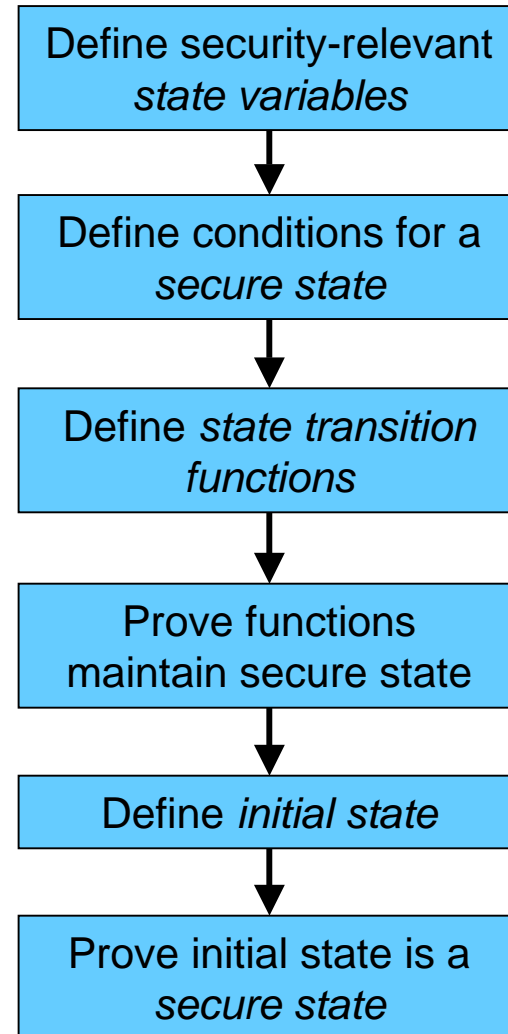 Define security-relevant
state variables
Define conditions for a
secure state
Define state transition
functions
Prove functions
maintain secure state
Define initial state
Prove initial state is a
secure state